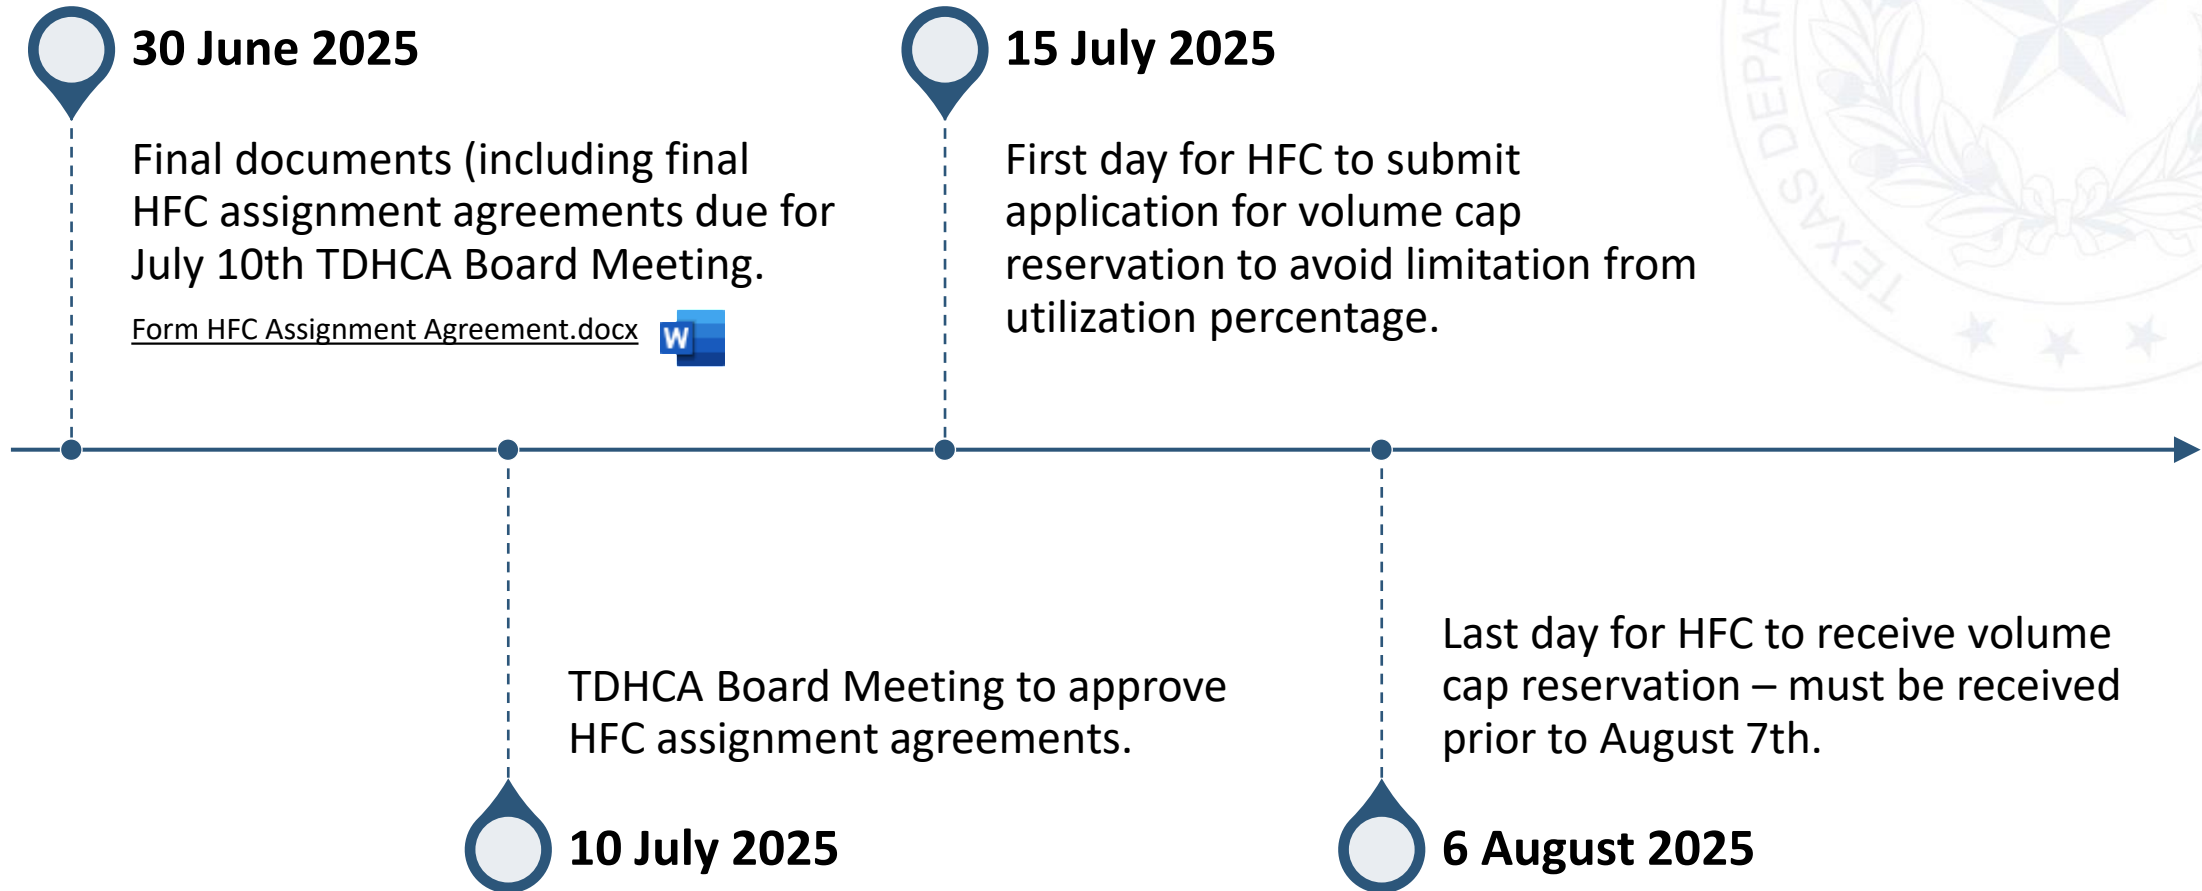 30 June 2025
Final documents (including final
HFC assignment agreements due for
July 10th TDHCA Board Meeting.
Form HFC Assignment Agreement.docx
W
15 July 2025
First day for HFC to submit
application for volume cap
reservation to avoid limitation from
utilization percentage.
TDHCA Board Meeting to approve
HFC assignment agreements.
10 July 2025
Last day for HFC to receive volume
cap reservation – must be received
prior to August 7th.
6 August 2025
TEXAS DEPAR